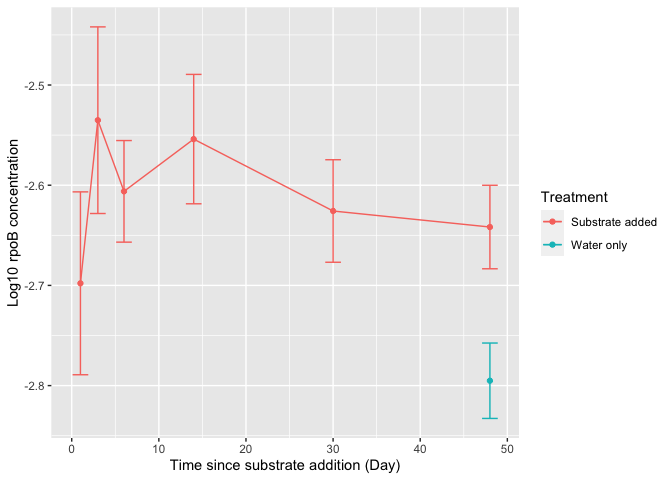 Log10 rpoB concentration
-2.5
-2.6
-2.7
-2.8
0 10 20 30 40 50
Time since substrate addition (Day)
Treatment
Substrate added
Water only